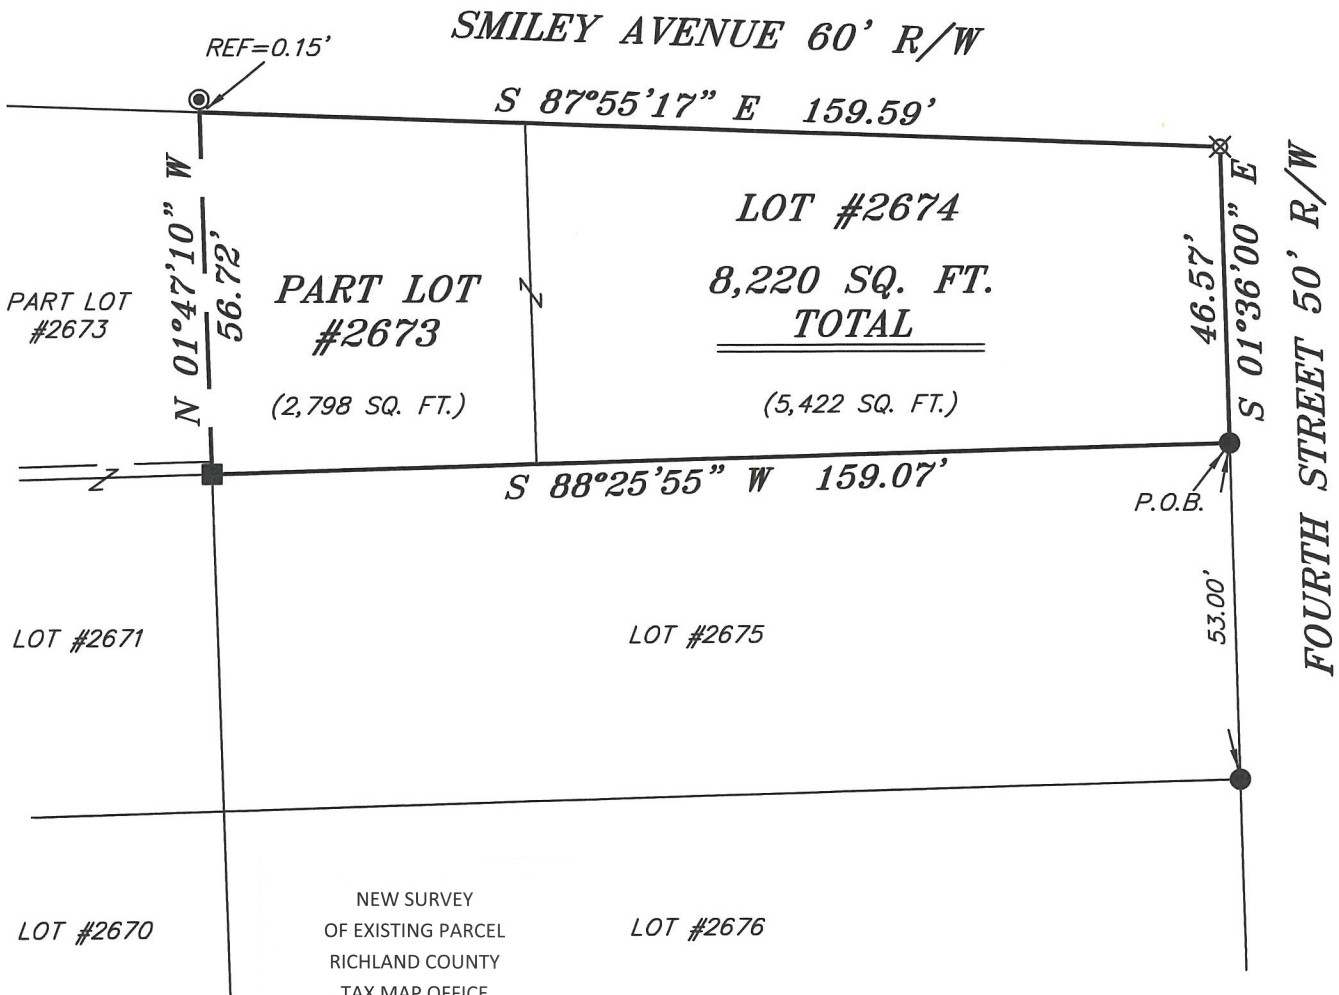 SMILEY AVENUE 60' R/W
REF=0.15'
S 87°55'17" E 159.59'
N 01°47'10" W
56.72'
PART LOT
#2673
PART LOT
#2673
(2,798 SQ. FT.)
LOT #2674
8,220 SQ. FT.
TOTAL
(5,422 SQ. FT.)
46.57'
S 01°36'00" E
FOURTH STREET 50' R/W
S 88°25'55" W 159.07'
P.O.B.
53.00'
LOT #2671
LOT #2675
LOT #2670
NEW SURVEY
OF EXISTING PARCEL
RICHLAND COUNTY
TAX MAP OFFICE
LOT #2676